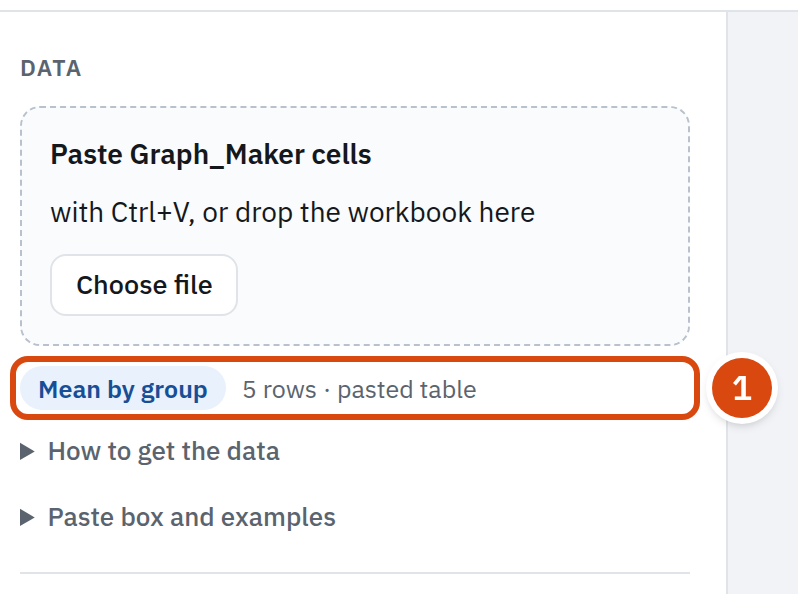 DATA
Paste Graph_Maker cells
with Ctrl+V, or drop the workbook here
Choose file
Mean by group 5 rows · pasted table
1
How to get the data
Paste box and examples